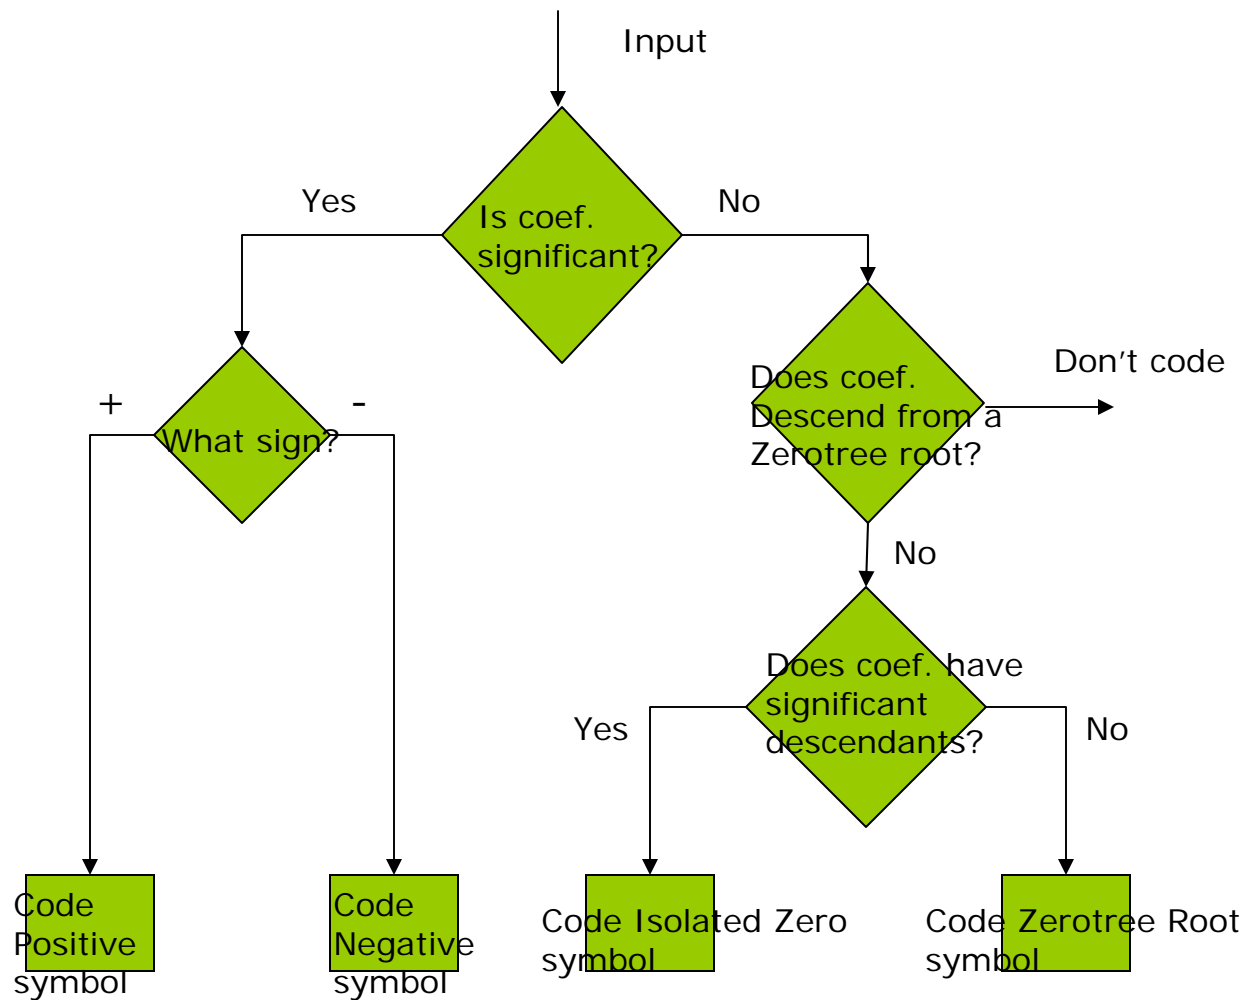 Input
Yes
No
Is coef.
significant?
Don't code
Does coef.
Descend from a
Zerotree root?
+
-
What sign?
No
Does coef. have
significant
descendants?
Yes
No
Code
Positive
symbol
Code
Negative
symbol
Code Isolated Zero
symbol
Code Zerotree Root
symbol